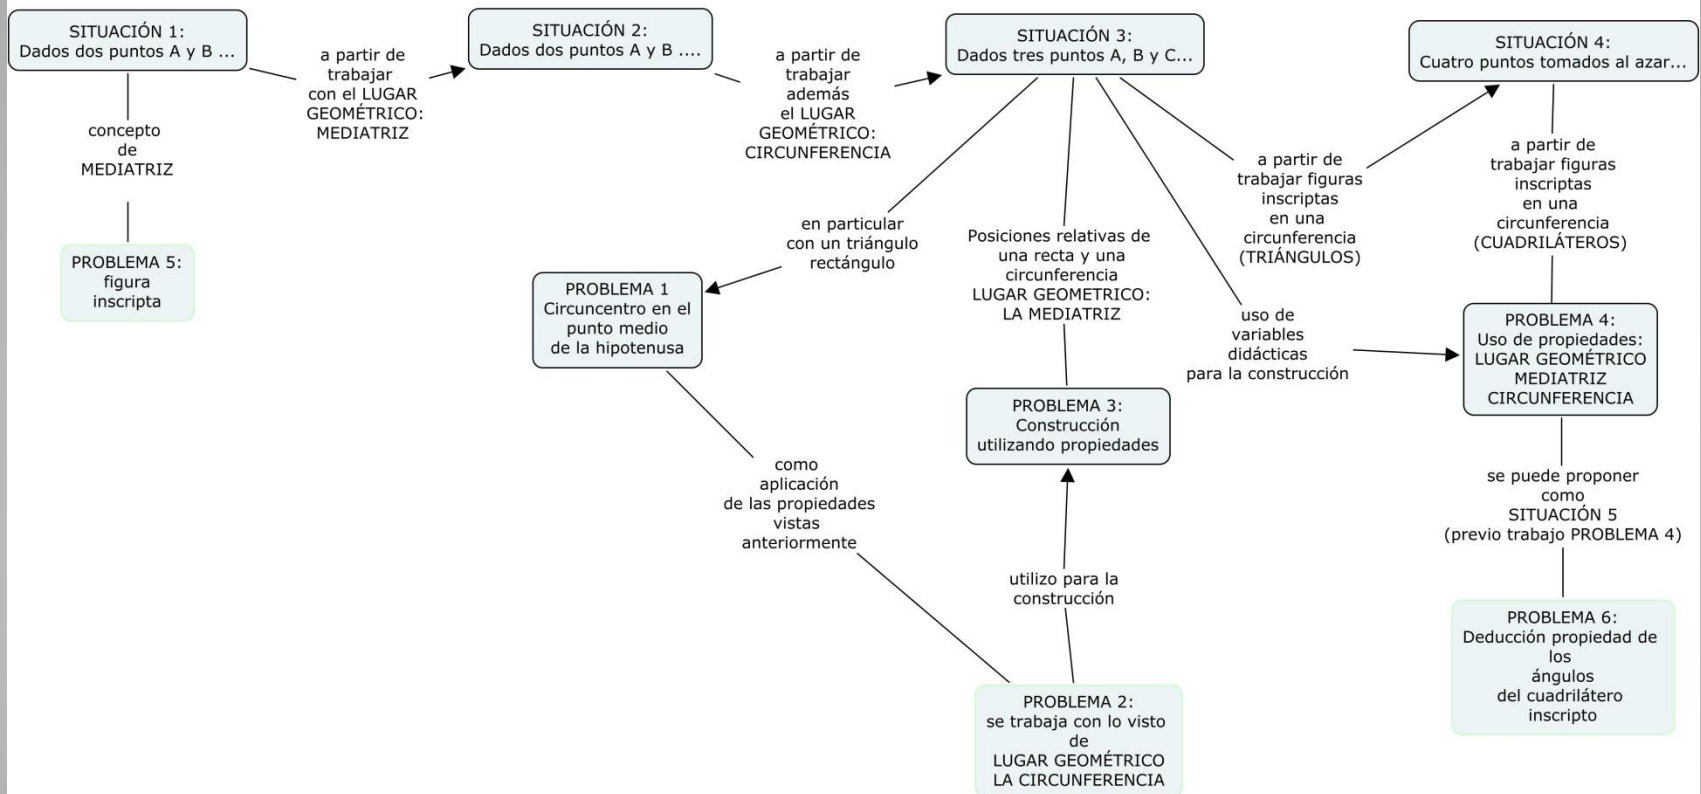 SITUACIÓN 1:
Dados dos puntos A y B ...
a partir de
trabajar
con el LUGAR
GEOMÉTRICO:
MEDIATRIZ
SITUACIÓN 2:
Dados dos puntos A y B ....
a partir de
trabajar
además
el LUGAR
GEOMÉTRICO:
CIRCUNFERENCIA
SITUACIÓN 3:
Dados tres puntos A, B y C...
SITUACIÓN 4:
Cuatro puntos tomados al azar...
concepto
de
MEDIATRIZ
PROBLEMA 5:
figura
inscripta
en particular
con un triángulo
rectángulo
Posiciones relativas de
una recta y una
circunferencia
LUGAR GEOMETRICO:
LA MEDIATRIZ
a partir de
trabajar figuras
inscriptas
en una
circunferencia
(TRIÁNGULOS)
a partir de
trabajar figuras
inscriptas
en una
circunferencia
(CUADRILÁTEROS)
PROBLEMA 1
Circuncentro en el
punto medio
de la hipotenusa
uso de
variables
didácticas
para la construcción
PROBLEMA 4:
Uso de propiedades:
LUGAR GEOMÉTRICO
MEDIATRIZ
CIRCUNFERENCIA
PROBLEMA 3:
Construcción
utilizando propiedades
como
aplicación
de las propiedades
vistas
anteriormente
se puede proponer
como
SITUACIÓN 5
(previo trabajo PROBLEMA 4)
utilizo para la
construcción
PROBLEMA 6:
Deducción propiedad de
los
ángulos
del cuadrilátero
inscripto
PROBLEMA 2:
se trabaja con lo visto
de
LUGAR GEOMÉTRICO
LA CIRCUNFERENCIA